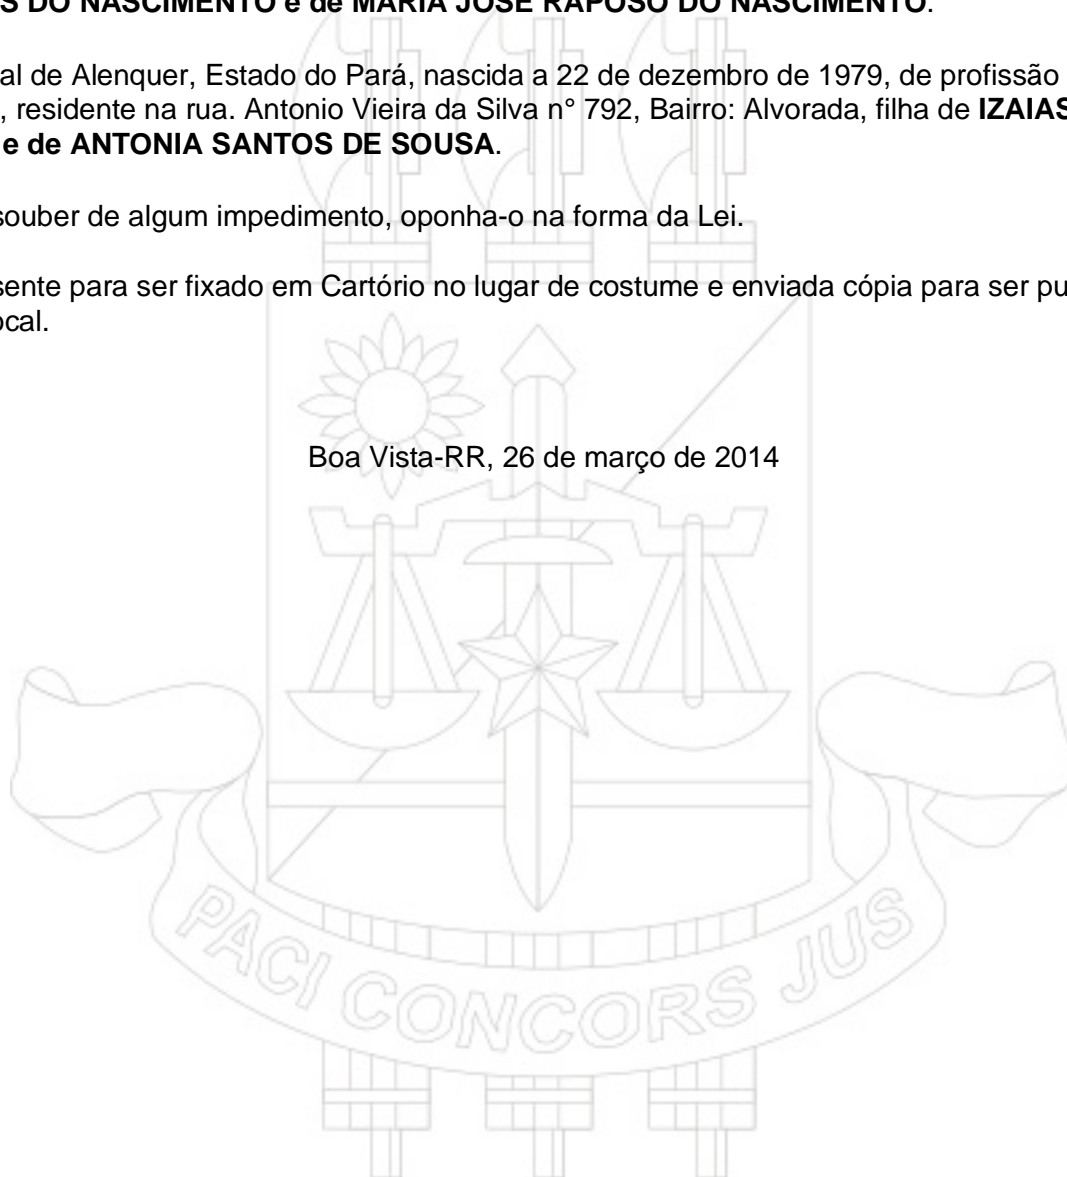 S DO NASCIMENTO e de MARIA JOSE RAPOSO DO NASCIMENTO.
al de Alenquer, Estado do Pará, nascida a 22 de dezembro de 1979, de profissão
, residente na rua. Antonio Vieira da Silva n° 792, Bairro: Alvorada, filha de IZAIAS
e de ANTONIA SANTOS DE SOUSA.
souber de algum impedimento, oponha-o na forma da Lei.
sente para ser fixado em Cartório no lugar de costume e enviada cópia para ser pu
ocal.
Boa Vista-RR, 26 de março de 2014
PACI CONCORS JUS